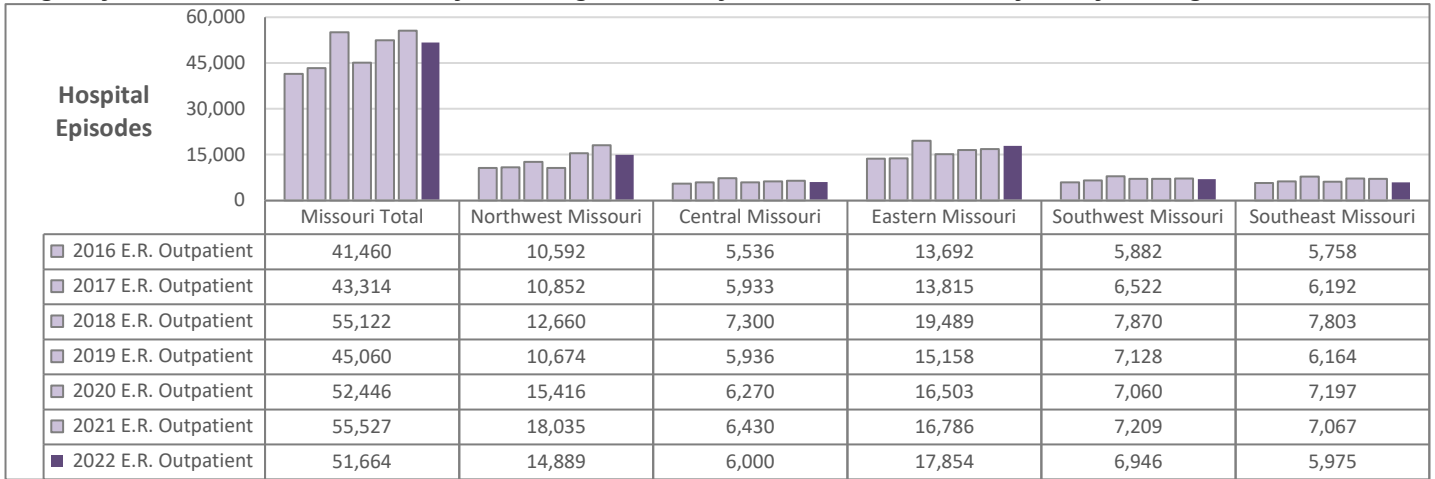 60,000
45,000
Hospital
30,000
Episodes
15,000
0
Missouri Total Northwest Missouri Central Missouri Eastern Missouri Southwest Missouri Southeast Missouri
2016 E.R. Outpatient 41,460 10,592 5,536 13,692 5,882 5,758
2017 E.R. Outpatient 43,314 10,852 5,933 13,815 6,522 6,192
2018 E.R. Outpatient 55,122 12,660 7,300 19,489 7,870 7,803
2019 E.R. Outpatient 45,060 10,674 5,936 15,158 7,128 6,164
2020 E.R. Outpatient 52,446 15,416 6,270 16,503 7,060 7,197
2021 E.R. Outpatient 55,527 18,035 6,430 16,786 7,209 7,067
2022 E.R. Outpatient 51,664 14,889 6,000 17,854 6,946 5,975